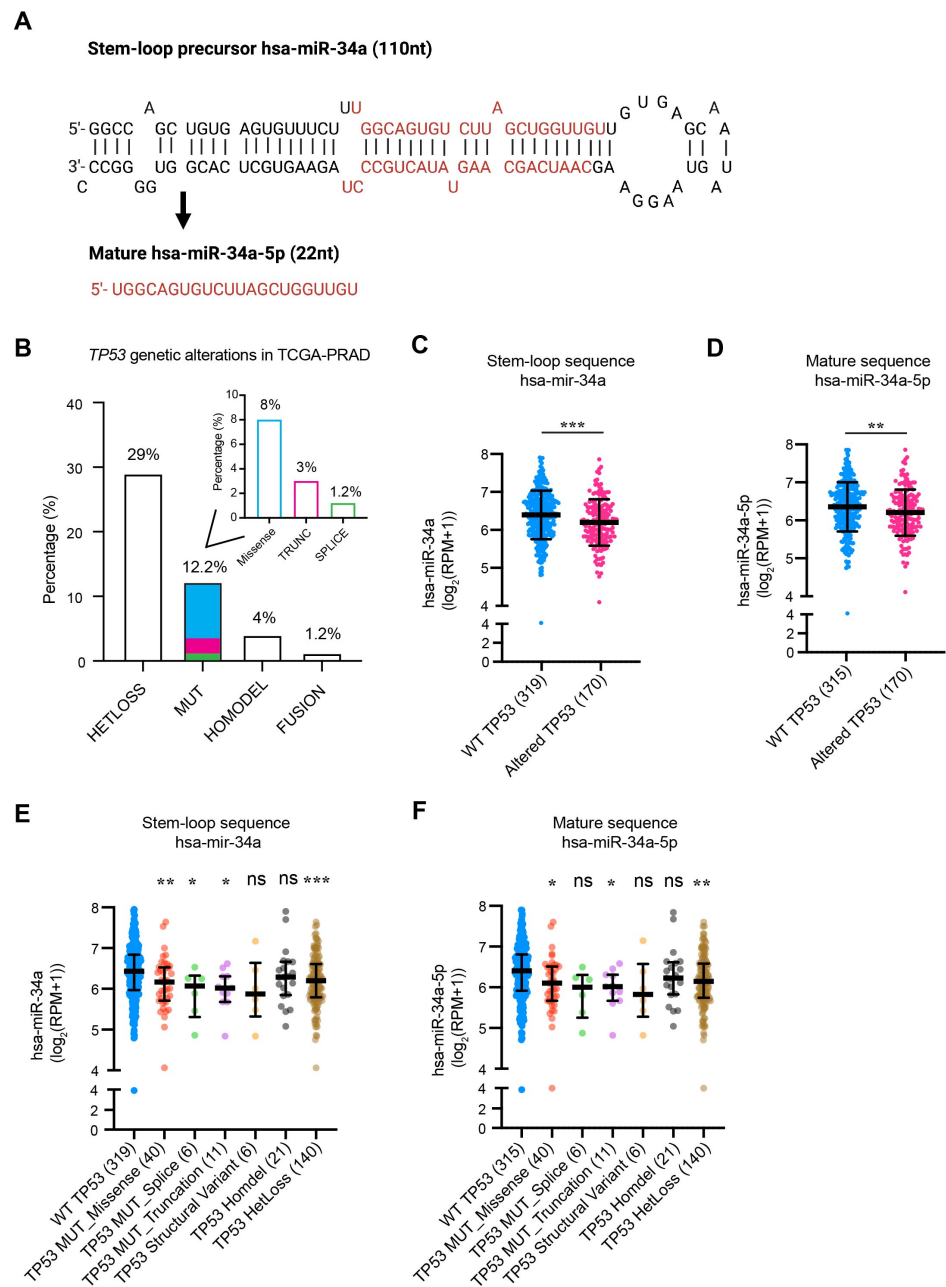 A
Stem-loop precursor hsa-miR-34a (110nt)
A UU A G U G A A
5'- GGCC GC UGUG AGUGUUUCU GGCAGUGU CUU GCUGGUUGUU GC A
3'- CCGG UG GCAC UCGUGAAGA CCGUCAUA GAA CGACUAACGA GU U
C GG UC U A G G A A A A
Mature hsa-miR-34a-5p (22nt)
5'- UGGCAGUGUCUUAGCUGGUUGU
B
TP53 genetic alterations in TCGA-PRAD
Percentage (%)
40
30
20
10
0
29%
12.2%
4%
1.2%
HETLOSS
MUT
HOMODEL
FUSION
Percentage (%)
10
8
6
4
2
0
8%
3%
1.2%
Missense
TRUNC
SPLICE
C
Stem-loop sequence
hsa-mir-34a
***
hsa-miR-34a
(log2(RPM+1))
8
7
6
5
4
4
2
0
WT TP53 (319)
Altered TP53 (170)
D
Mature sequence
hsa-miR-34a-5p
**
hsa-miR-34a-5p
(log2(RPM+1))
8
7
6
5
4
4
2
0
WT TP53 (315)
Altered TP53 (170)
E
Stem-loop sequence
hsa-mir-34a
** * * ns ns ***
hsa-miR-34a
(log2(RPM+1))
8
7
6
5
4
4
2
0
WT TP53 (319)
TP53 MUT_Missense (40)
TP53 MUT_Splice (6)
TP53 MUT_Truncation (11)
TP53 Structural Variant (6)
TP53 Homdel (21)
TP53 HetLoss (140)
F
Mature sequence
hsa-miR-34a-5p
* ns * ns ns **
hsa-miR-34a-5p
(log2(RPM+1))
8
7
6
5
4
4
2
0
WT TP53 (315)
TP53 MUT_Missense (40)
TP53 MUT_Splice (6)
TP53 MUT_Truncation (11)
TP53 Structural Variant (6)
TP53 Homdel (21)
TP53 HetLoss (140)